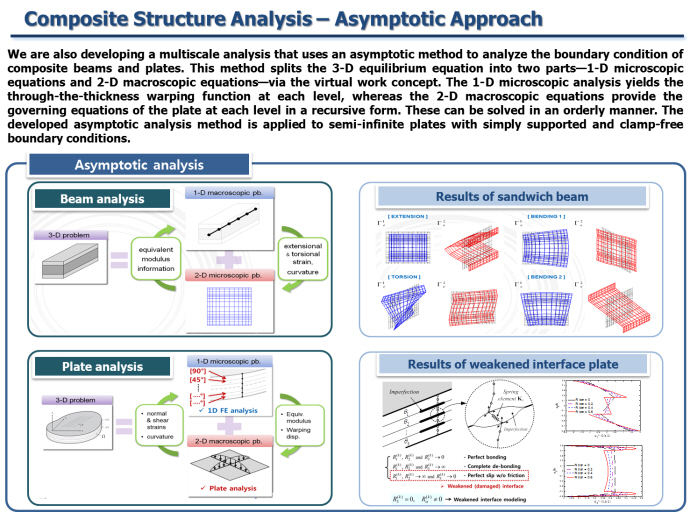 Composite Structure Analysis – Asymptotic Approach
We are also developing a multiscale analysis that uses an asymptotic method to analyze the boundary condition of
composite beams and plates. This method splits the 3-D equilibrium equation into two parts—1-D microscopic
equations and 2-D macroscopic equations—via the virtual work concept. The 1-D microscopic analysis yields the
through-the-thickness warping function at each level, whereas the 2-D macroscopic equations provide the
governing equations of the plate at each level in a recursive form. These can be solved in an orderly manner. The
developed asymptotic analysis method is applied to semi-infinite plates with simply supported and clamp-free
boundary conditions.
Asymptotic analysis
Beam analysis
1-D macroscopic pb.
3-D problem
equivalent
modulus
information
extensional
& torsional
strain,
curvature
2-D microscopic pb.
Results of sandwich beam
[ EXTENSION ]
[ BENDING 1 ]
[ TORSION ]
[ BENDING 2 ]
Plate analysis
1-D microscopic pb.
[90°]
[45°]
[ ····°]
[ ····°]
✓ 1D FE analysis
3-D problem
• normal
& shear
strains
• curvature
• Equiv.
modulus
• Warping
disp.
2-D macroscopic pb.
✓ Plate analysis
Results of weakened interface plate
Imperfection
Spring
element K
Imperfection
- Perfect bonding
- Complete de-bonding
- Perfect slip w/o friction
➢ Weakened (damaged) interface
→ Weakened interface modeling